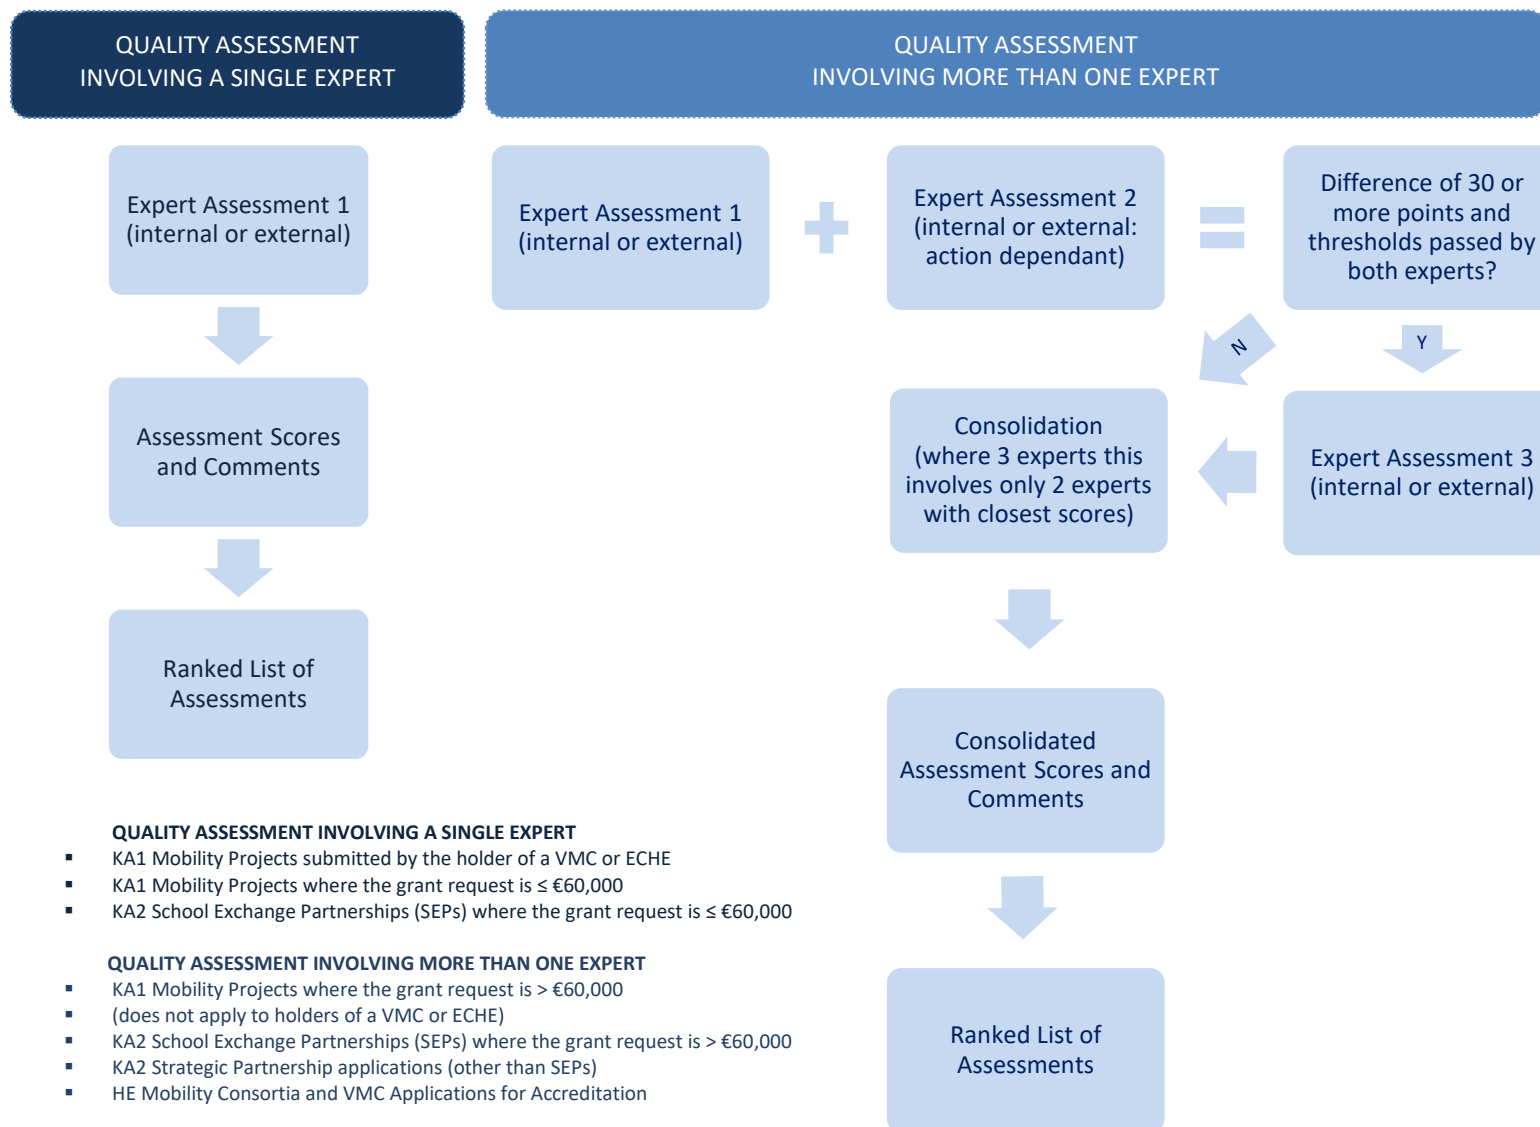 QUALITY ASSESSMENT
INVOLVING A SINGLE EXPERT
QUALITY ASSESSMENT
INVOLVING MORE THAN ONE EXPERT
Expert Assessment 1
(internal or external)
Assessment Scores
and Comments
Ranked List of
Assessments
Expert Assessment 1
(internal or external)
Expert Assessment 2
(internal or external:
action dependant)
Difference of 30 or
more points and
thresholds passed by
both experts?
N
Y
Consolidation
(where 3 experts this
involves only 2 experts
with closest scores)
Expert Assessment 3
(internal or external)
Consolidated
Assessment Scores and
Comments
Ranked List of
Assessments
QUALITY ASSESSMENT INVOLVING A SINGLE EXPERT
▪ KA1 Mobility Projects submitted by the holder of a VMC or ECHE
▪ KA1 Mobility Projects where the grant request is ≤ €60,000
▪ KA2 School Exchange Partnerships (SEPs) where the grant request is ≤ €60,000
QUALITY ASSESSMENT INVOLVING MORE THAN ONE EXPERT
▪ KA1 Mobility Projects where the grant request is > €60,000
▪ (does not apply to holders of a VMC or ECHE)
▪ KA2 School Exchange Partnerships (SEPs) where the grant request is > €60,000
▪ KA2 Strategic Partnership applications (other than SEPs)
▪ HE Mobility Consortia and VMC Applications for Accreditation